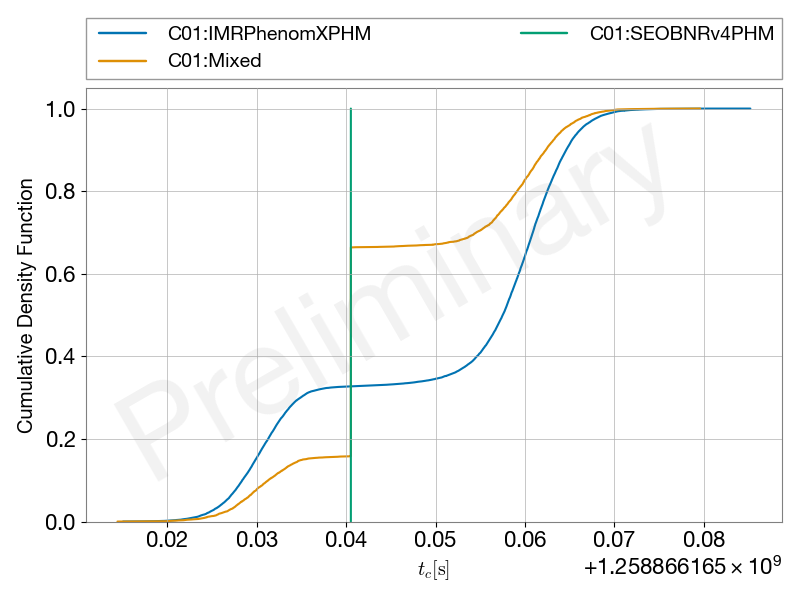 C01:IMRPhenomXPHM
C01:SEOBNRv4PHM
C01:Mixed
1.0
0.8
0.6
0.4
0.2
0.0
Cumulative Density Function
Preliminary
0.02 0.03 0.04 0.05 0.06 0.07 0.08
t_c[s]
+1.258866165 × 10⁹